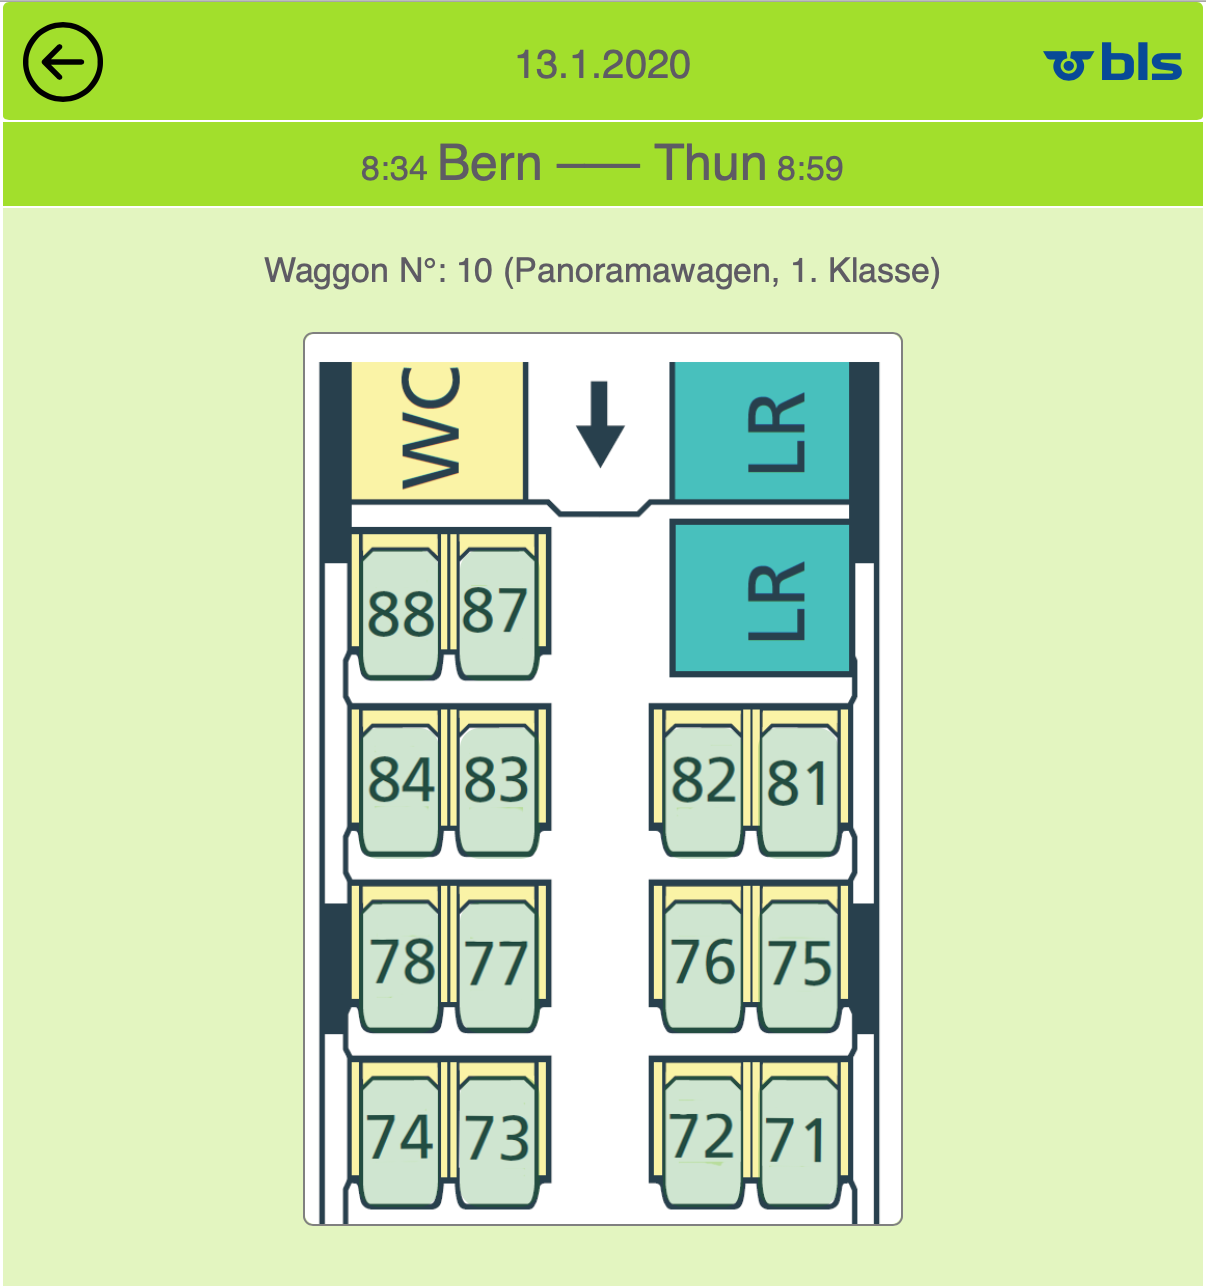 13.1.2020
bls
8:34 Bern —— Thun 8:59
Waggon N°: 10 (Panoramawagen, 1. Klasse)
WC
LR
LR
88 87
84 83 82 81
78 77 76 75
74 73 72 71